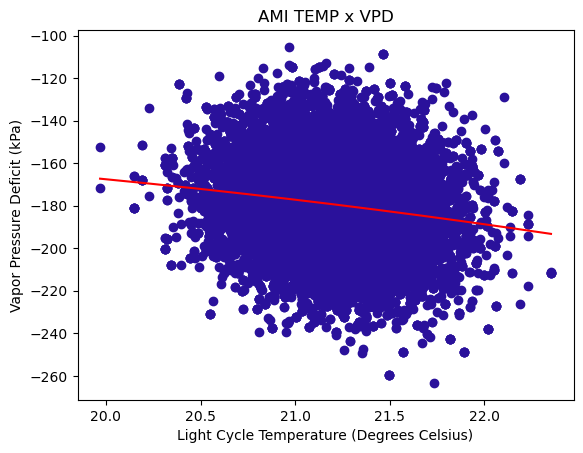 AMI TEMP x VPD
Vapor Pressure Deficit (kPa)
−100
−120
−140
−160
−180
−200
−220
−240
−260
20.0 20.5 21.0 21.5 22.0
Light Cycle Temperature (Degrees Celsius)